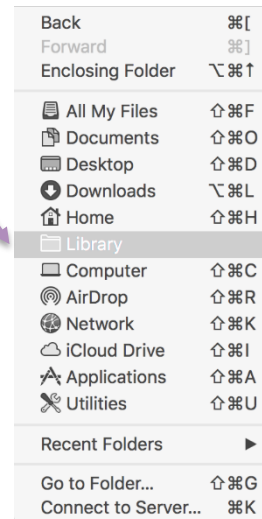 Back ⌘[
Forward ⌘]
Enclosing Folder ⌥⌘↑
All My Files ⇧⌘F
Documents ⇧⌘O
Desktop ⇧⌘D
Downloads ⌥⌘L
Home ⇧⌘H
Library
Computer ⇧⌘C
AirDrop ⇧⌘R
Network ⇧⌘K
iCloud Drive ⇧⌘I
Applications ⇧⌘A
Utilities ⇧⌘U
Recent Folders ▶
Go to Folder... ⇧⌘G
Connect to Server... ⌘K